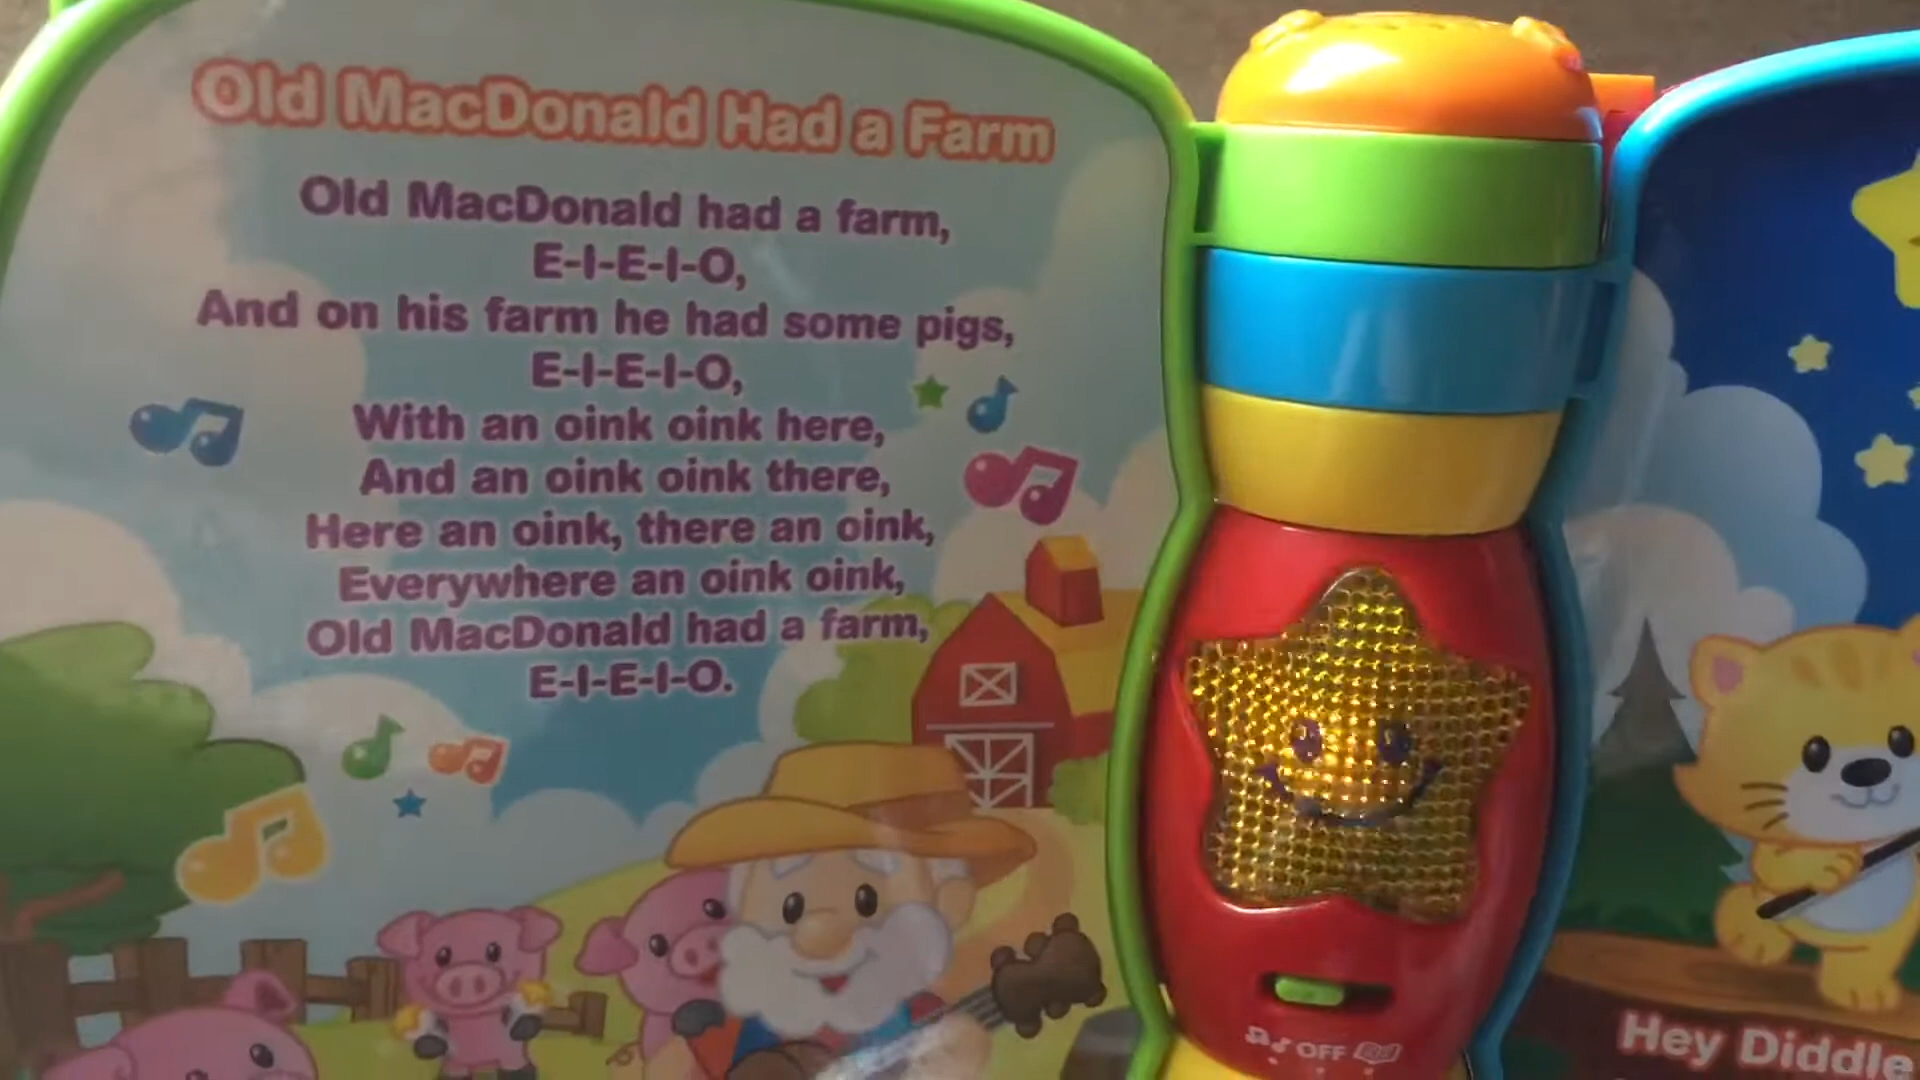 Old MacDonald Had a Farm
Old MacDonald had a farm,
E-I-E-I-O,
And on his farm he had some pigs,
E-I-E-I-O,
With an oink oink here,
And an oink oink there,
Here an oink, there an oink,
Everywhere an oink oink,
Old MacDonald had a farm,
E-I-E-I-O.
OFF
Hey Diddle